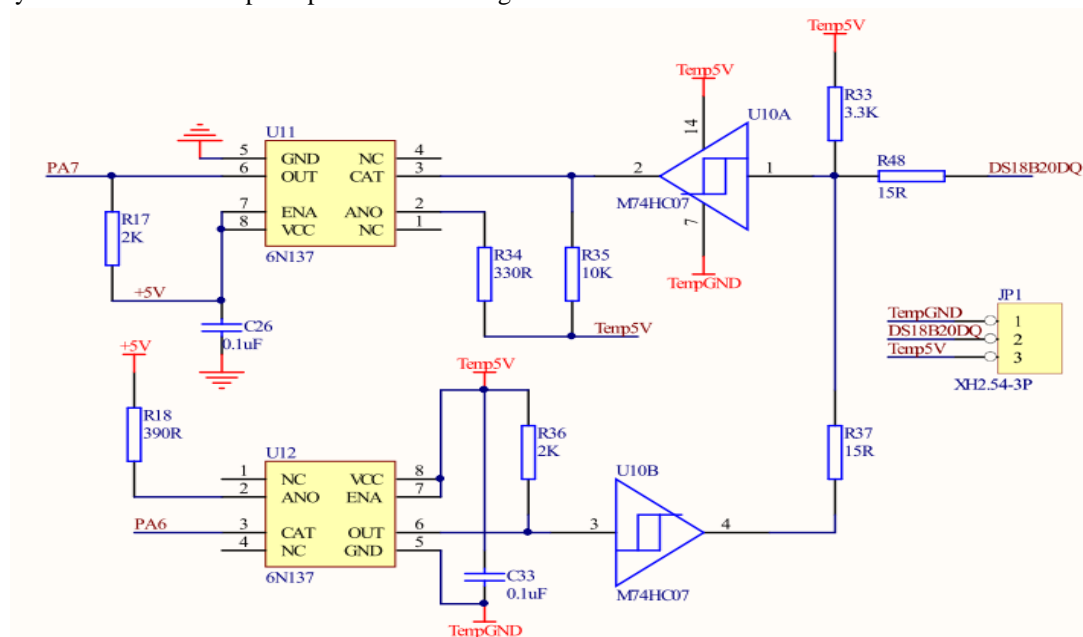 Temp5V
Temp5V
R33
3.3K
U10A
14
U11
5
GND
NC
4
R48
DS18B20DQ
PA7
6
OUT
CAT
3
2
1
15R
M74HC07
7
ENA
ANO
2
R17
2K
8
VCC
NC
1
R34
330R
R35
10K
7
6N137
TempGND
+5V
JP1
C26
0.1uF
Temp5V
TempGND
1
DS18B20DQ
2
+5V
Temp5V
Temp5V
3
XH2.54-3P
R18
390R
R36
2K
R37
15R
U12
1
NC
VCC
8
U10B
2
ANO
ENA
7
PA6
3
CAT
OUT
6
3
4
4
NC
GND
5
6N137
C33
0.1uF
M74HC07
TempGND